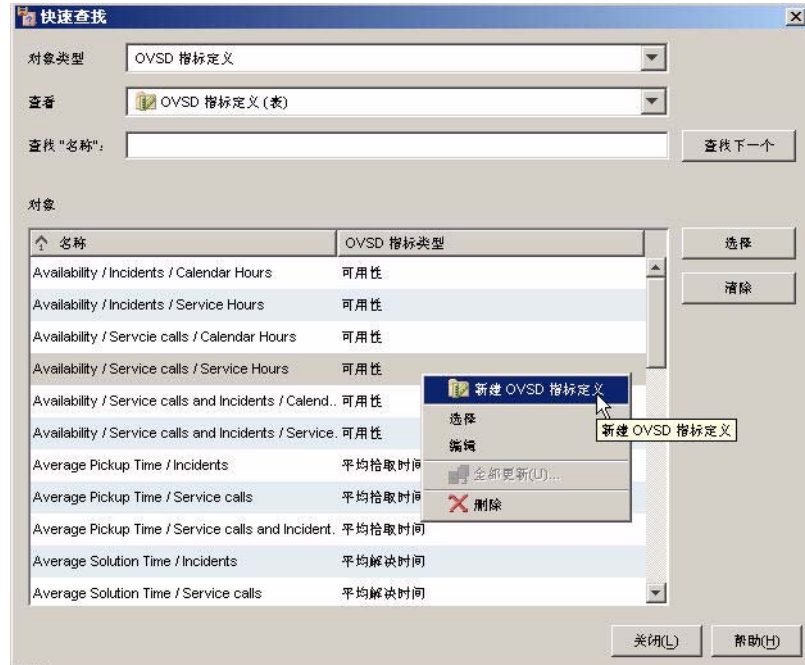 快速查找
对象类型 OVSD 指标定义
查看 OVSD 指标定义(表)
查找 "名称": 查找下一个
对象
名称 OVSD 指标类型 选择
Availability / Incidents / Calendar Hours 可用性
清除
Availability / Incidents / Service Hours 可用性
Availability / Servcie calls / Calendar Hours 可用性
Availability / Service calls / Service Hours 可用性
Availability / Service calls and Incidents / Calend.. 可用性
Availability / Service calls and Incidents / Service. 可用性
Average Pickup Time / Incidents 平均拾取时间
Average Pickup Time / Service calls 平均拾取时间
Average Pickup Time / Service calls and Incident. 平均拾取时间
Average Solution Time / Incidents 平均解决时间
Average Solution Time / Service calls 平均解决时间
新建 OVSD 指标定义
选择
新建 OVSD 指标定义
编辑
全部更新(U)...
删除
关闭(L) 帮助(H)